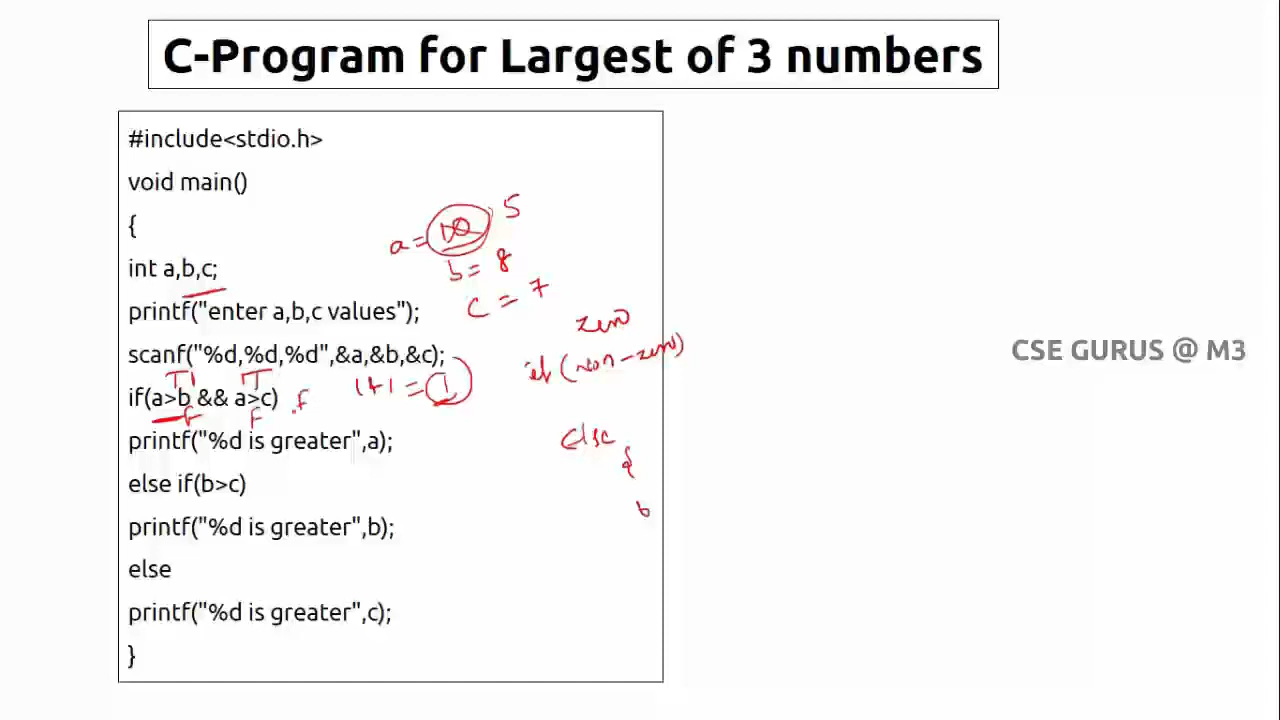 C-Program for Largest of 3 numbers
#include<stdio.h>
void main()
{
int a,b,c;
printf("enter a,b,c values");
scanf("%d,%d,%d",&a,&b,&c);
if(a>b && a>c)
printf("%d is greater",a);
else if(b>c)
printf("%d is greater",b);
else
printf("%d is greater",c);
}
a = 10 5
b = 8
c = 7
zero
if (non-zero)
T 1 T
= 1
F F F
else
{
b
CSE GURUS @ M3